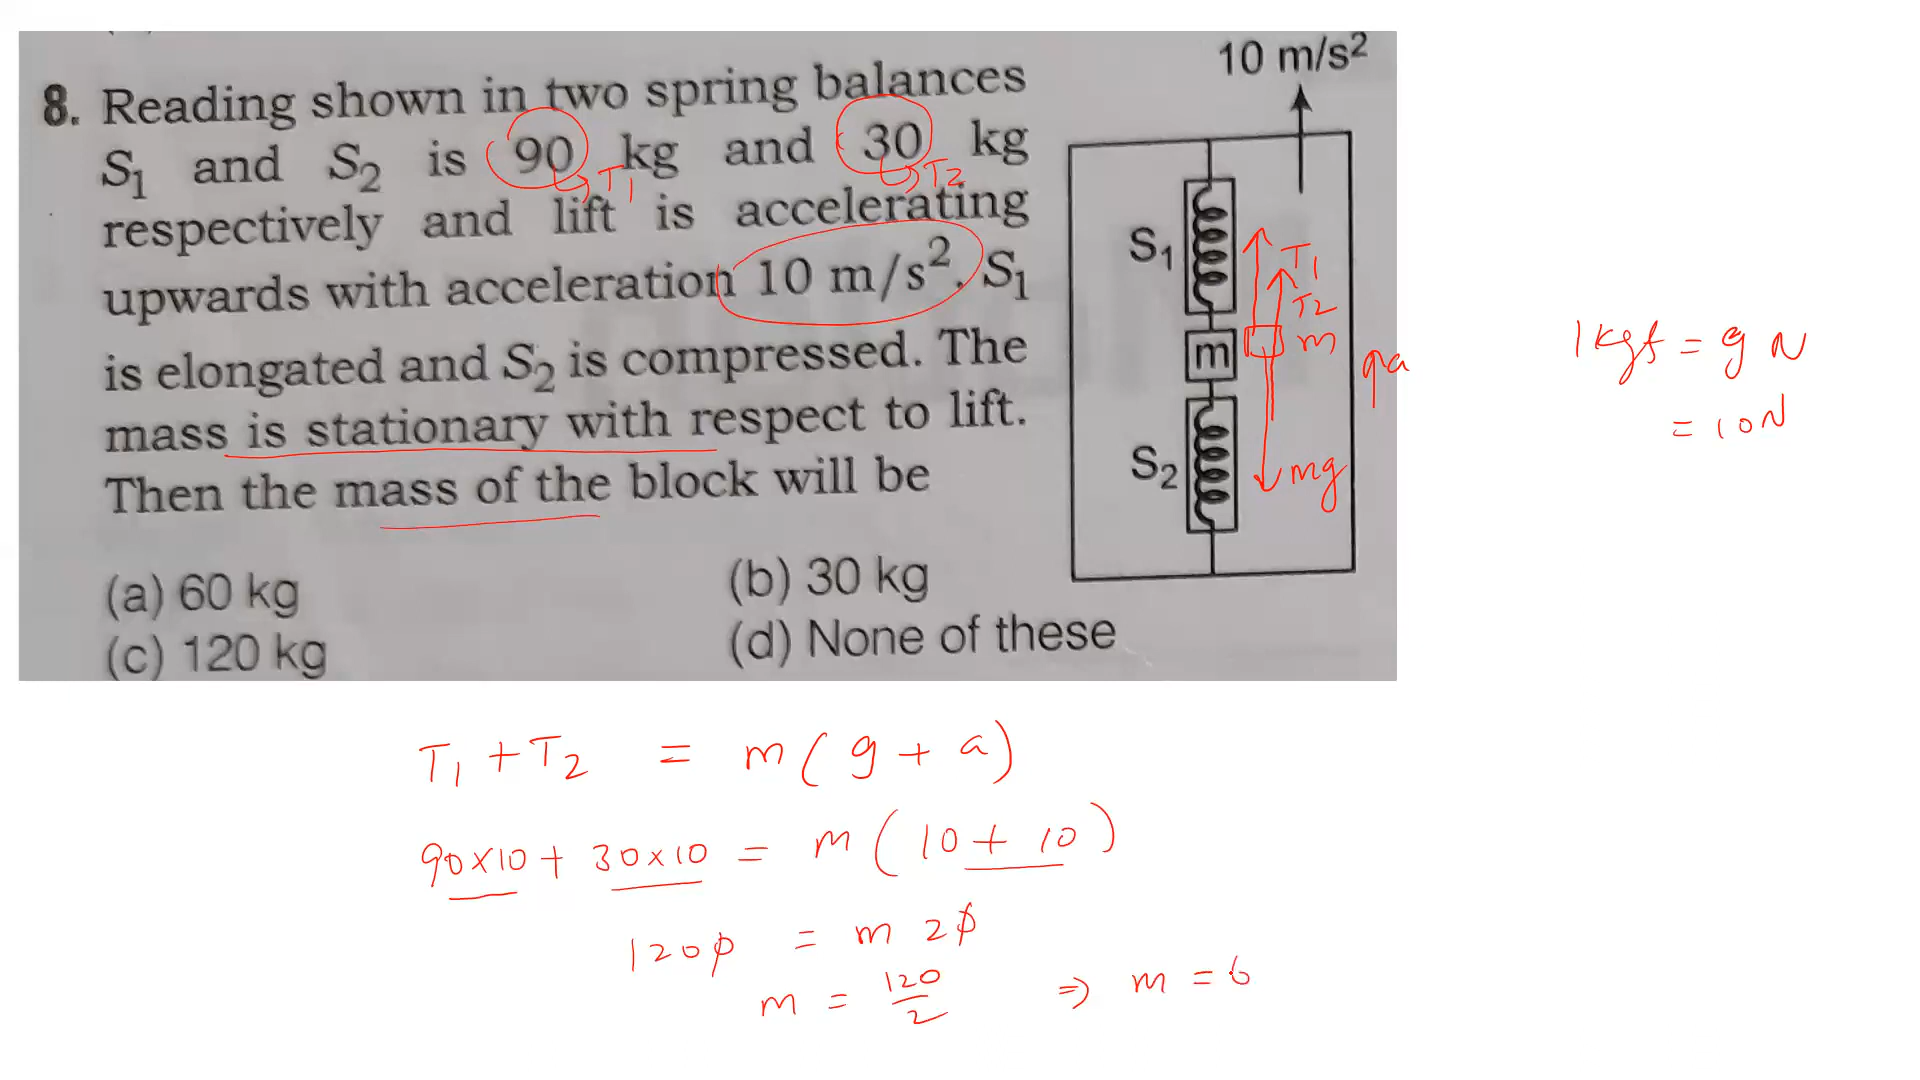 8. Reading shown in two spring balances
S₁ and S₂ is 90 kg and 30 kg
T₁ T₂
respectively and lift is accelerating
upwards with acceleration 10 m/s². S₁
is elongated and S₂ is compressed. The
mass is stationary with respect to lift.
Then the mass of the block will be
(a) 60 kg (b) 30 kg
(c) 120 kg (d) None of these
10 m/s²
S₁
T₁
T₂
m m
a
S₂
mg
1 kgf = g N
= 10N
T₁ + T₂ = m(g + a)
90×10 + 30×10 = m(10 + 10)
1200 = m 20
m = 120/2 ⇒ m = 6